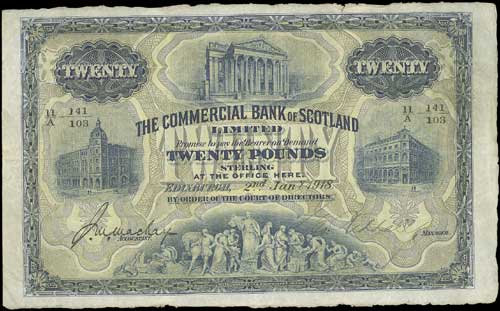 TWENTY TWENTY
11 141
A 103
11 141
A 103
THE COMMERCIAL BANK OF SCOTLAND
LIMITED
Promise to pay the Bearer on Demand
TWENTY POUNDS
STERLING
AT THE OFFICE HERE.
EDINBURGH, 2nd Jany 1918.
BY ORDER OF THE COURT OF DIRECTORS.
ACCOUNTANT. MANAGER.